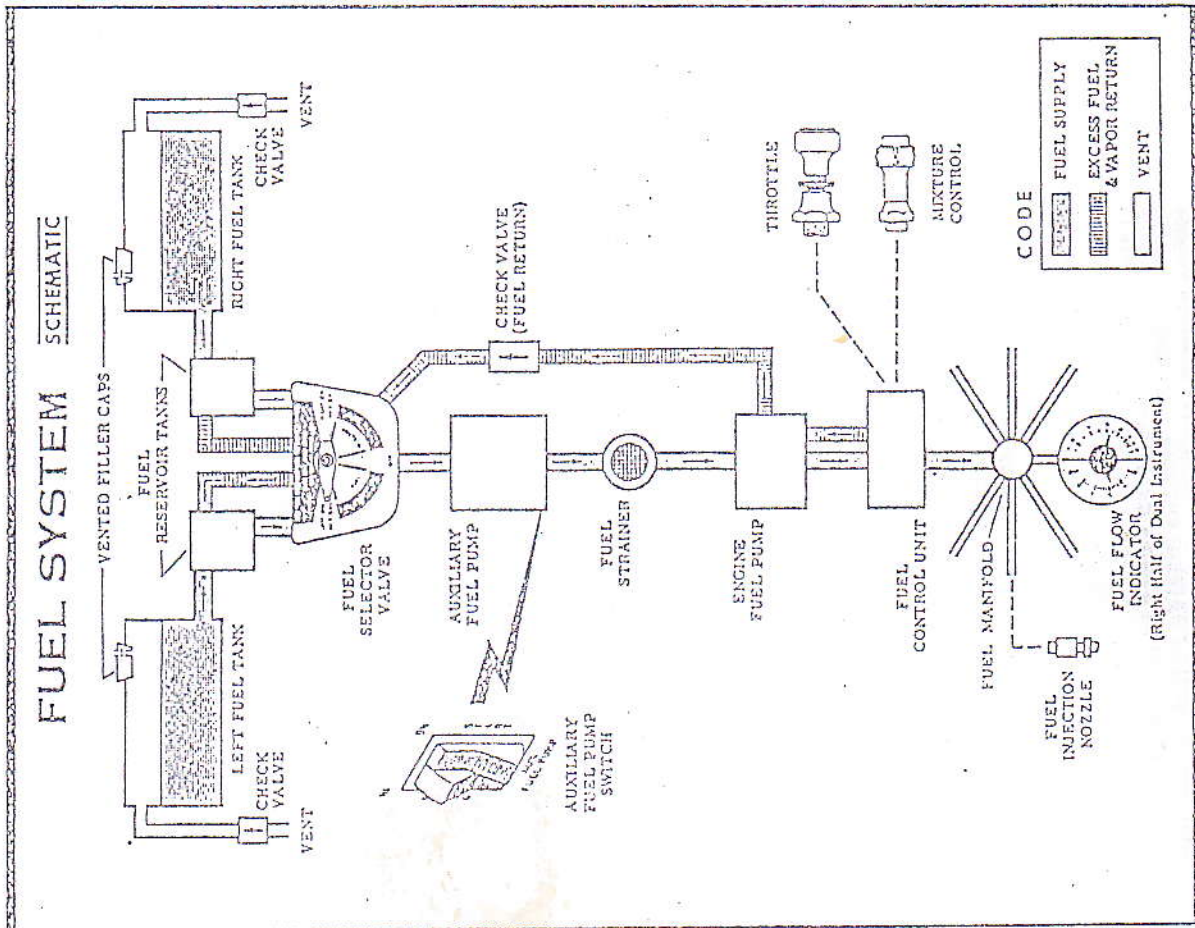 FUEL SYSTEM
SCHEMATIC
VENTED FILLER CAPS
FUEL
RESERVOIR TANKS
LEFT FUEL TANK
RIGHT FUEL TANK
CHECK
VALVE
VENT
CHECK
VALVE
VENT
FUEL
SELECTOR
VALVE
AUXILIARY
FUEL PUMP
CHECK VALVE
(FUEL RETURN)
AUXILIARY
FUEL PUMP
SWITCH
FUEL
STRAINER
ENGINE
FUEL PUMP
THROTTLE
MIXTURE
CONTROL
FUEL
CONTROL UNIT
FUEL MANIFOLD
FUEL
INJECTION
NOZZLE
FUEL FLOW
INDICATOR
(Right Half of Dual Instrument)
CODE
FUEL SUPPLY
EXCESS FUEL
& VAPOR RETURN
VENT